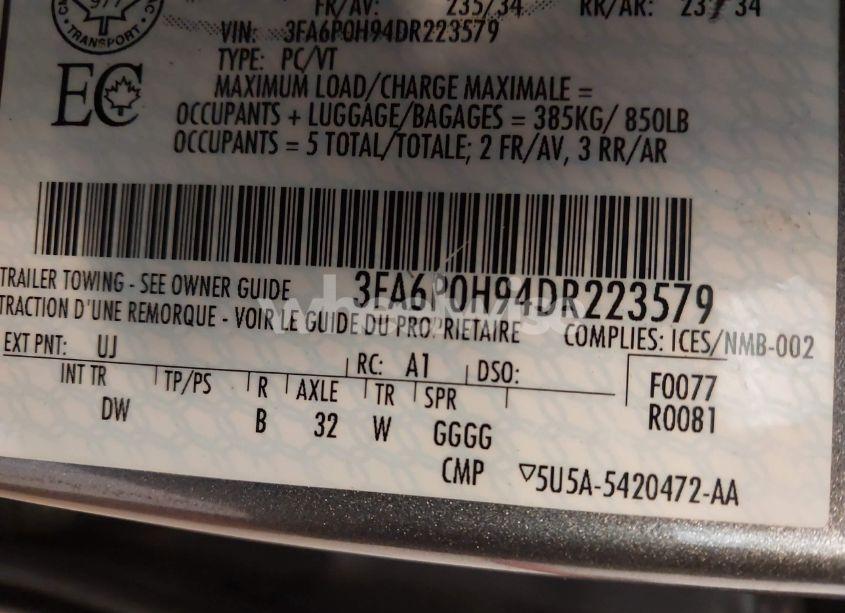 FR/AV: 235/34 RR/AR: 237 34
TRANSPORT
VIN: 3FA6P0H94DR223579
TYPE: PC/VT
EC
MAXIMUM LOAD/CHARGE MAXIMALE =
OCCUPANTS + LUGGAGE/BAGAGES = 385KG/ 850LB
OCCUPANTS = 5 TOTAL/TOTALE; 2 FR/AV, 3 RR/AR
TRAILER TOWING - SEE OWNER GUIDE 3FA6P0H94DR223579
TRACTION D'UNE REMORQUE - VOIR LE GUIDE DU PROPRIETAIRE COMPLIES: ICES/NMB-002
EXT PNT: UJ RC: A1 DSO:
INT TR TP/PS R AXLE TR SPR F0077
DW B 32 W GGGG R0081
CMP 5U5A-5420472-AA